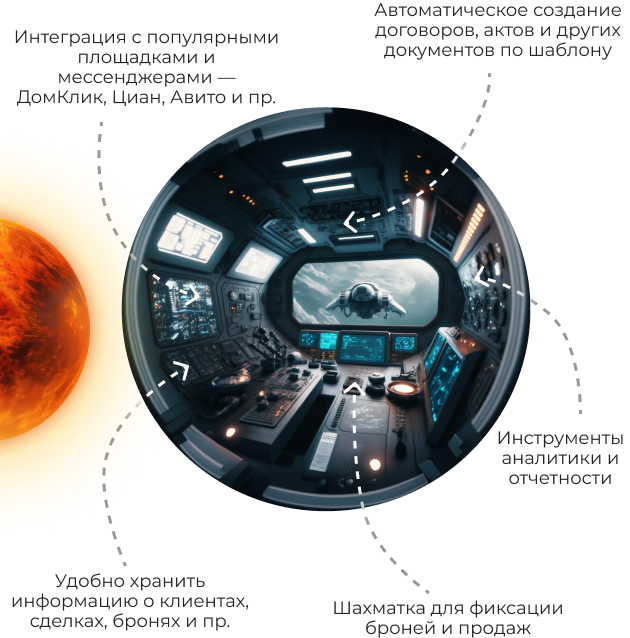 Автоматическое создание
договоров, актов и других
документов по шаблону
Интеграция с популярными
площадками и
мессенджерами —
ДомКлик, Циан, Авито и пр.
Инструменты
аналитики и
отчетности
Удобно хранить
информацию о клиентах,
сделках, бронях и пр.
Шахматка для фиксации
броней и продаж